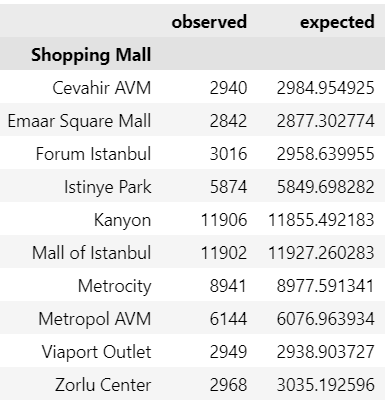 observed expected
Shopping Mall
Cevahir AVM 2940 2984.954925
Emaar Square Mall 2842 2877.302774
Forum Istanbul 3016 2958.639955
Istinye Park 5874 5849.698282
Kanyon 11906 11855.492183
Mall of Istanbul 11902 11927.260283
Metrocity 8941 8977.591341
Metropol AVM 6144 6076.963934
Viaport Outlet 2949 2938.903727
Zorlu Center 2968 3035.192596